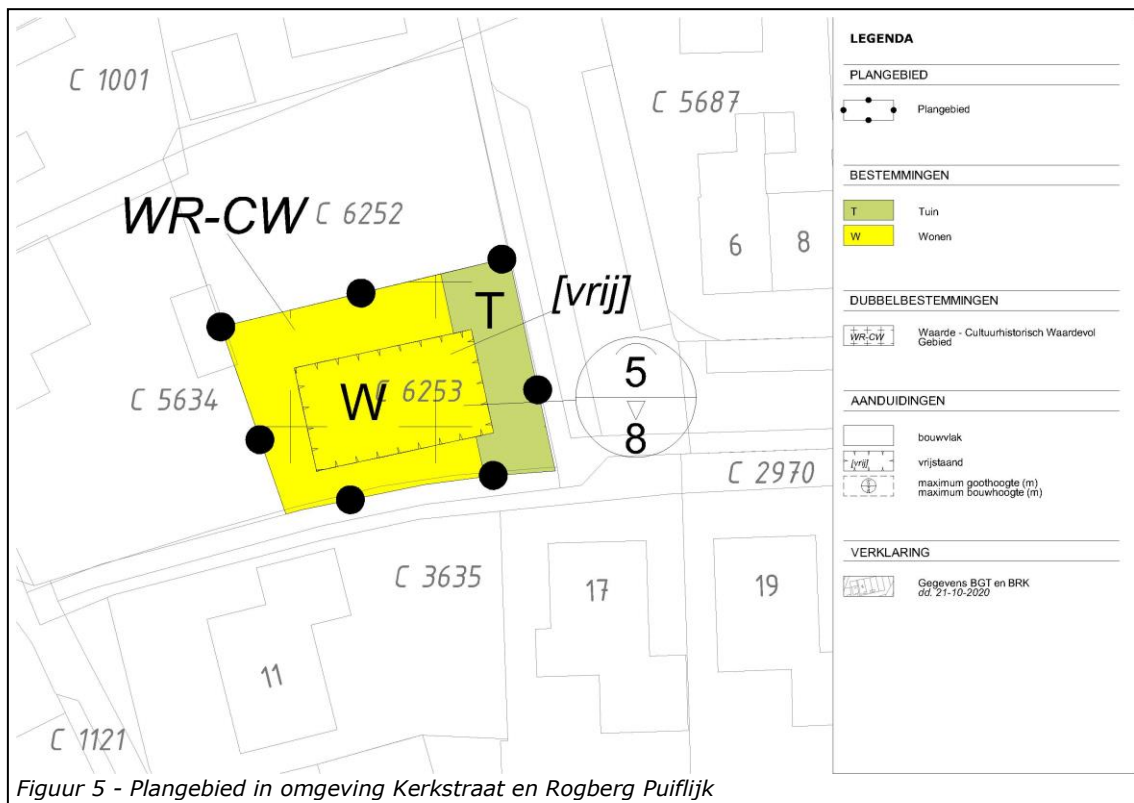 C 1001
C 5687
WR-CW C 6252
6
8
[vrij]
T
5
8
W C 6253
C 5634
C 2970
C 3635
17
19
11
C 1121
LEGENDA
PLANGEBIED
Plangebied
BESTEMMINGEN
T Tuin
W Wonen
DUBBELBESTEMMINGEN
WR-CW Waarde - Cultuurhistorisch Waardevol
Gebied
AANDUIDINGEN
bouwvlak
[vrij] vrijstaand
maximum goothoogte (m)
maximum bouwhoogte (m)
VERKLARING
Gegevens BGT en BRK
dd. 21-10-2020
Figuur 5 - Plangebied in omgeving Kerkstraat en Rogberg Puiflijk